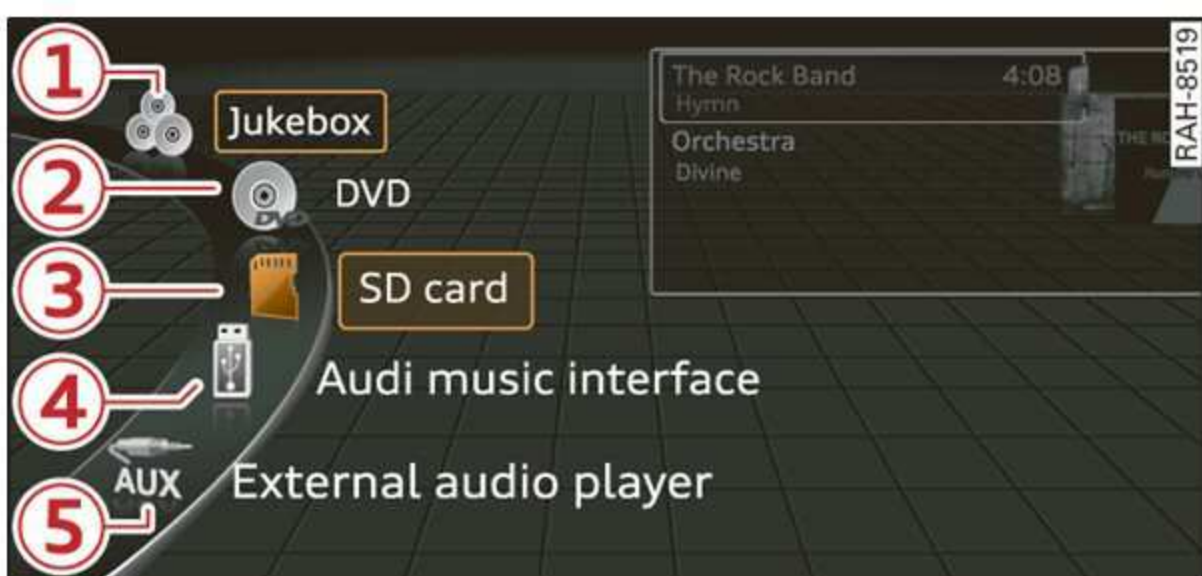 1
Jukebox
2
DVD
DVD
3
SD card
4
Audi music interface
AUX
External audio player
5
The Rock Band 4:08
Hymn
Orchestra
Divine
RAH-8519